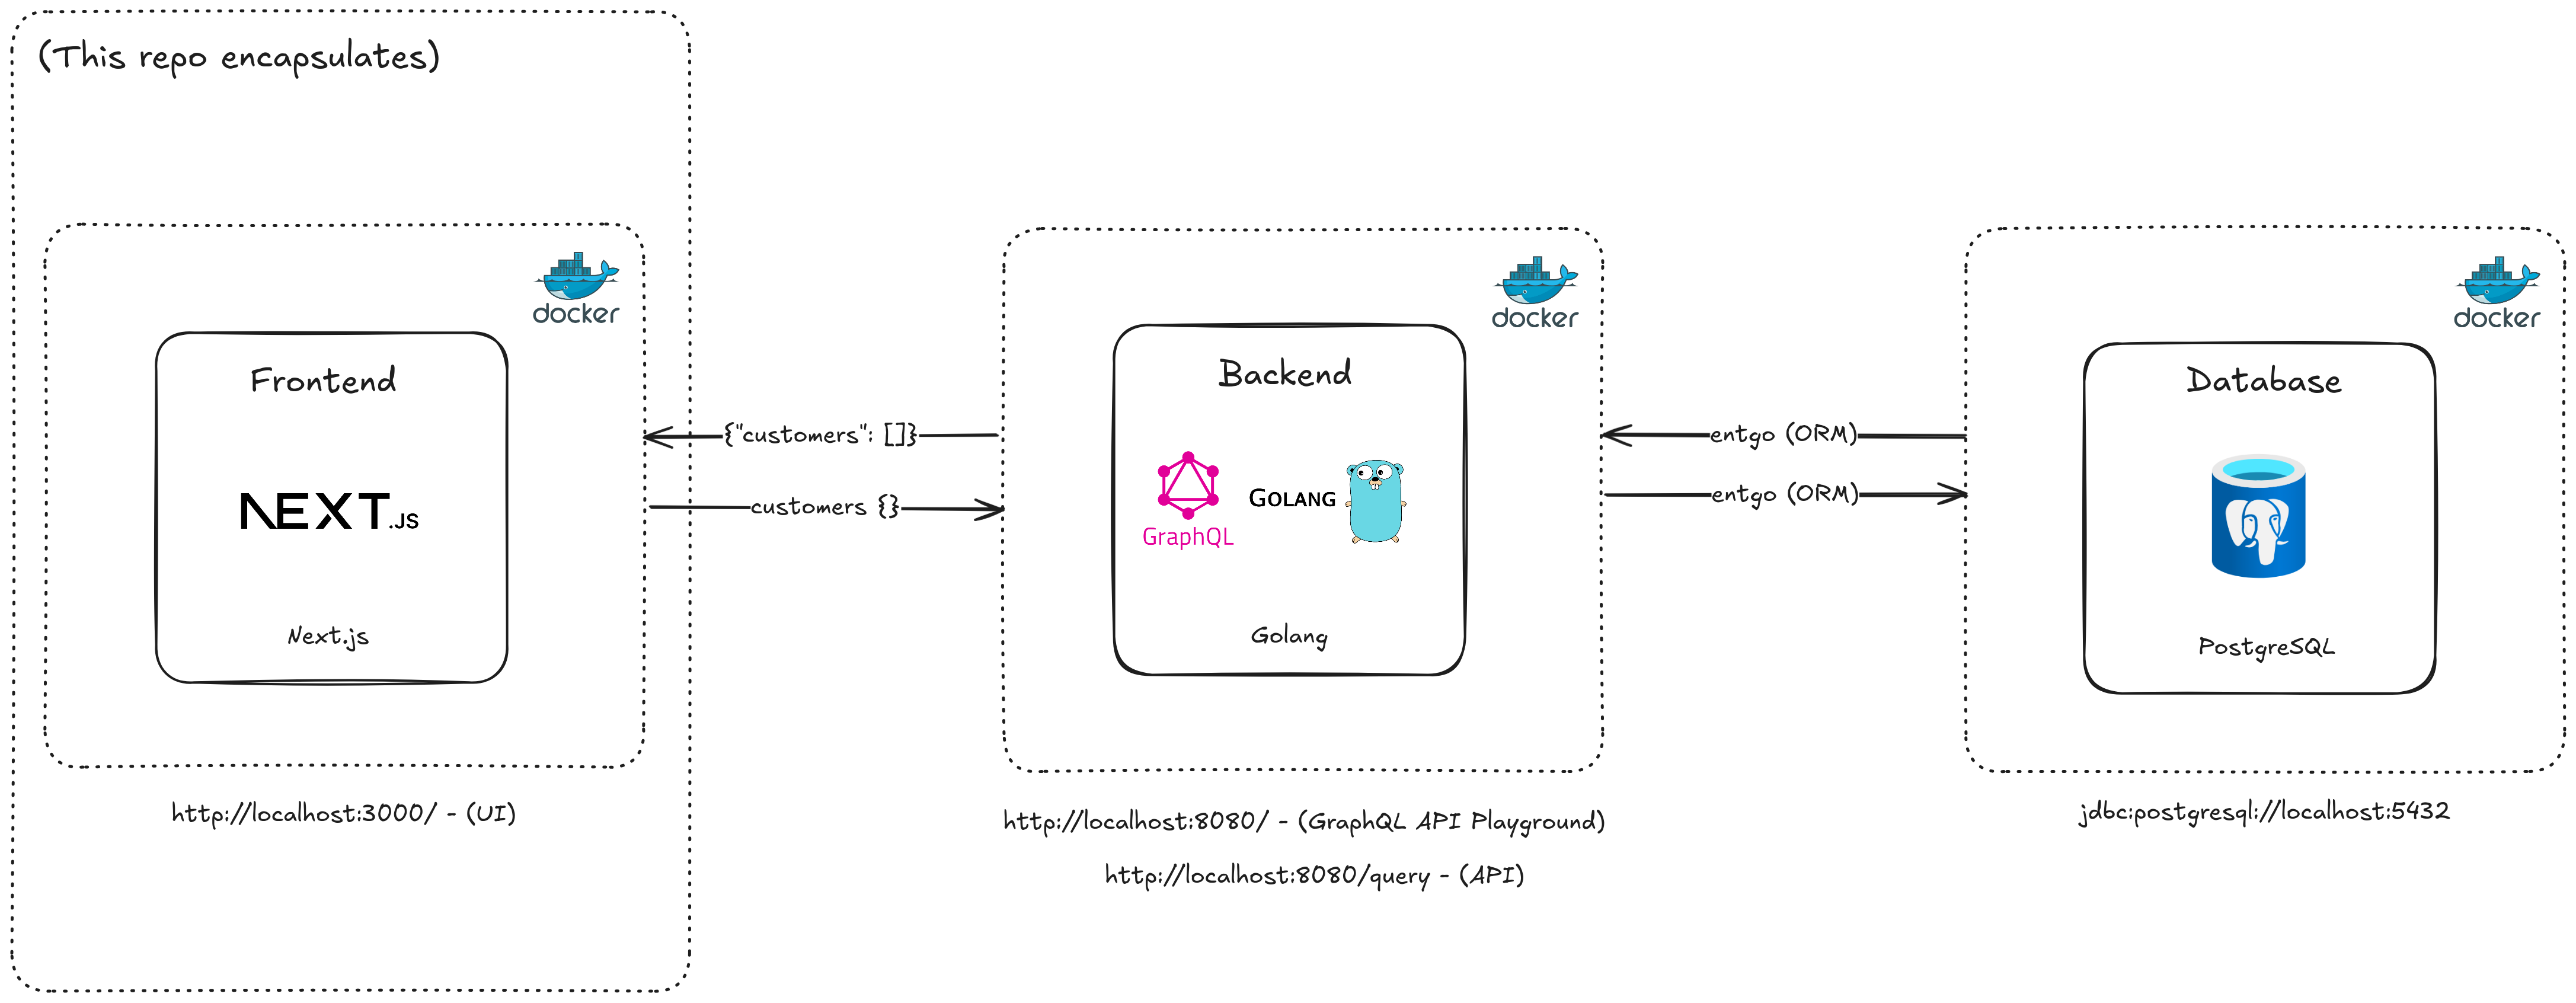 (This repo encapsulates)
docker
Frontend
NEXT.JS
Next.js
http://localhost:3000/ - (UI)
{"customers": []}
customers {}
docker
Backend
GraphQL
GOLANG
Golang
http://localhost:8080/ - (GraphQL API Playground)
http://localhost:8080/query - (API)
entgo (ORM)
entgo (ORM)
docker
Database
PostgreSQL
jdbc:postgresql://localhost:5432